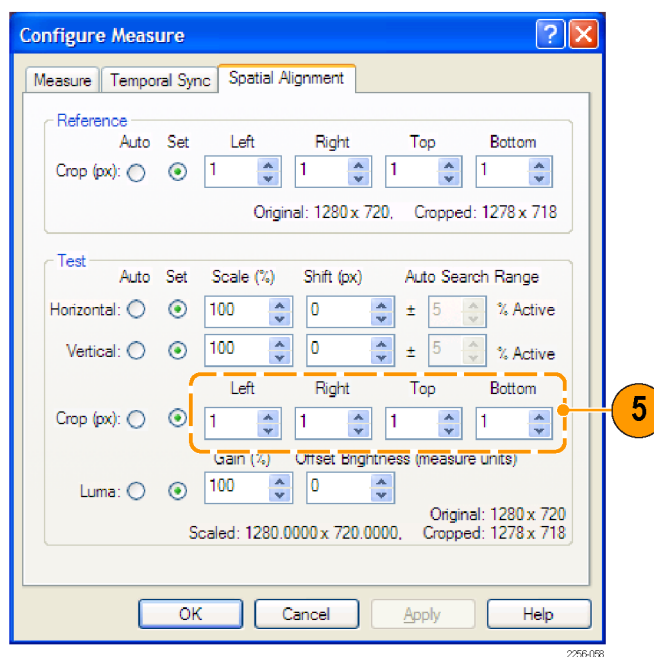 Configure Measure
Measure Temporal Sync Spatial Alignment
Reference
Auto Set Left Right Top Bottom
Crop (px): 1 1 1 1
Original: 1280 x 720, Cropped: 1278 x 718
Test
Auto Set Scale (%) Shift (px) Auto Search Range
Horizontal: 100 0 ± 5 % Active
Vertical: 100 0 ± 5 % Active
Left Right Top Bottom
Crop (px): 1 1 1 1
5
Gain (%) Offset Brightness (measure units)
Luma: 100 0
Original: 1280 x 720
Scaled: 1280.0000 x 720.0000, Cropped: 1278 x 718
OK Cancel Apply Help
2256-058